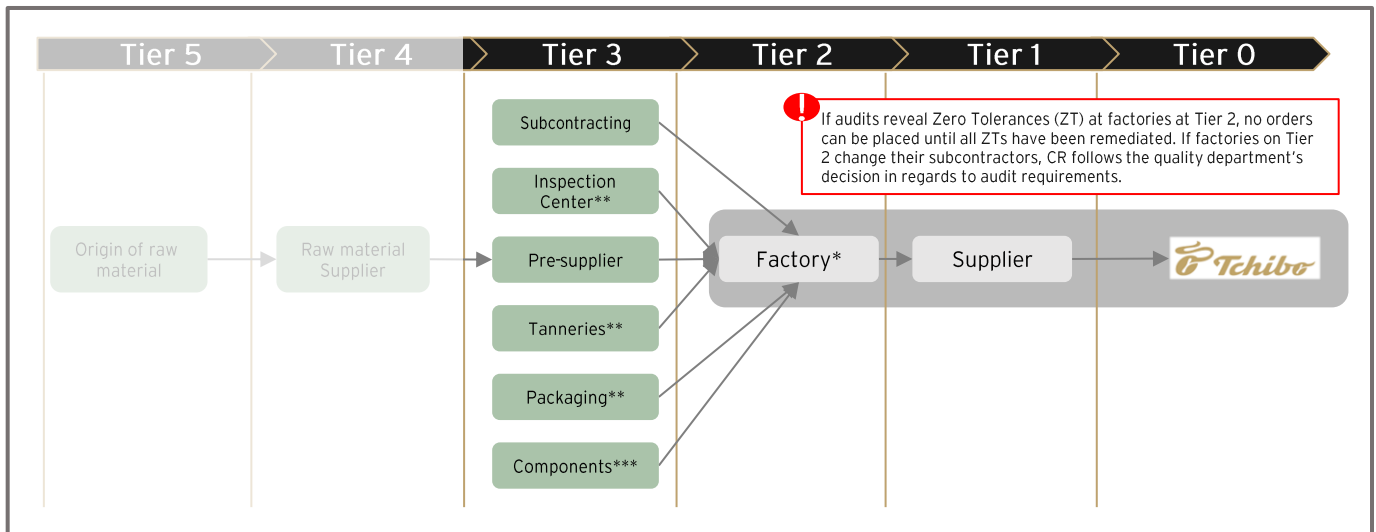 Tier 5
Tier 4
Tier 3
Tier 2
Tier 1
Tier 0
If audits reveal Zero Tolerances (ZT) at factories at Tier 2, no orders
can be placed until all ZTs have been remediated. If factories on Tier
2 change their subcontractors, CR follows the quality department's
decision in regards to audit requirements.
Subcontracting
Inspection
Center**
Origin of raw
material
Raw material
Supplier
Pre-supplier
Factory*
Supplier
Tchibo
Tanneries**
Packaging**
Components***